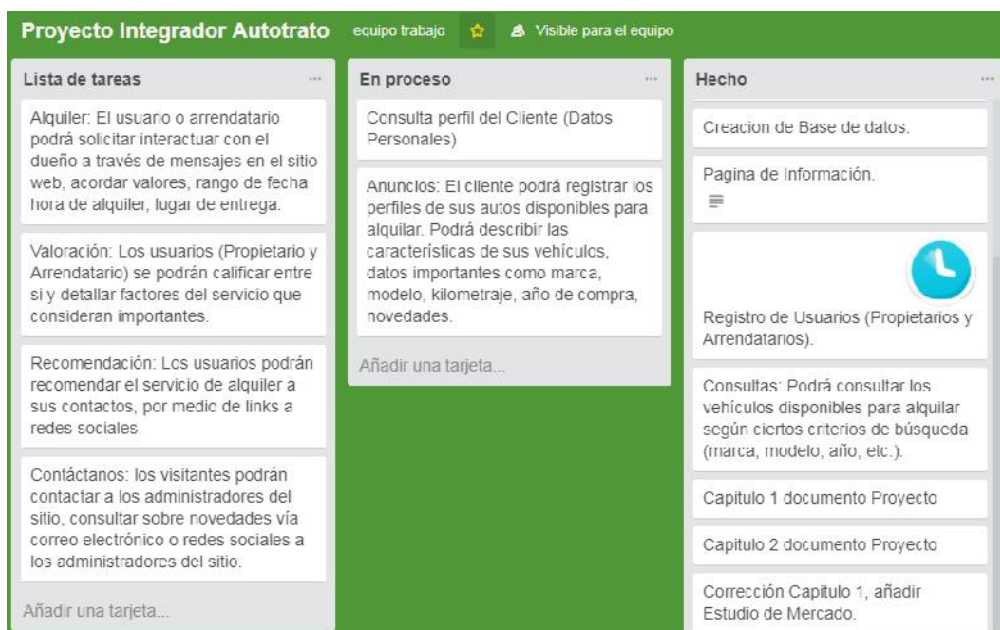 Proyecto Integrador Autotrato equipo trabajo Visible para el equipo
Lista de tareas
Alquiler: El usuario o arrendatario
podrá solicitar interactuar con el
dueño a través de mensajes en el sitio
web, acordar valores, rango de fecha
hora de alquiler, lugar de entrega.
Valoración: Los usuarios (Propietario y
Arrendatario) se podrán calificar entre
si y detallar factores del servicio que
consideran importantes.
Recomendación: Los usuarios podrán
recomendar el servicio de alquiler a
sus contactos, por medio de links a
redes sociales
Contáctanos: los visitantes podrán
contactar a los administradores del
sitio, consultar sobre novedades vía
correo electrónico o redes sociales a
los administradores del sitio.
Añadir una tarjeta...
En proceso
Consulta perfil del Cliente (Datos
Personales)
Anuncios: El cliente podrá registrar los
perfiles de sus autos disponibles para
alquilar. Podrá describir las
características de sus vehículos,
datos importantes como marca,
modelo, kilometraje, año de compra,
novedades.
Añadir una tarjeta...
Hecho
Creacion de Base de datos.
Pagina de Información.
Registro de Usuarios (Propietarios y
Arrendatarios).
Consultas: Podrá consultar los
vehículos disponibles para alquilar
según ciertos criterios de búsqueda
(marca, modelo, año, etc.).
Capitulo 1 documento Proyecto
Capitulo 2 documento Proyecto
Corrección Capitulo 1, añadir
Estudio de Mercado.